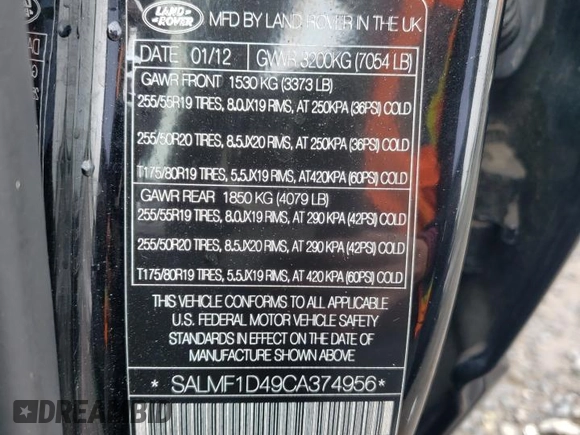 LAND
ROVER
MFD BY LAND ROVER IN THE UK
DATE 01/12 GVWR 3200KG (7054 LB)
GAWR FRONT 1530 KG (3373 LB)
255/55R19 TIRES, 8.0JX19 RIMS, AT 250KPA (36PSI) COLD
255/50R20 TIRES, 8.5JX20 RIMS, AT 250KPA (36PSI) COLD
T175/80R19 TIRES, 5.5JX19 RIMS, AT420KPA (60PSI) COLD
GAWR REAR 1850 KG (4079 LB)
255/55R19 TIRES, 8.0JX19 RIMS, AT 290 KPA (42PSI) COLD
255/50R20 TIRES, 8.5JX20 RIMS, AT 290 KPA (42PSI) COLD
T175/80R19 TIRES, 5.5JX19 RIMS, AT 420 KPA (60PSI) COLD
THIS VEHICLE CONFORMS TO ALL APPLICABLE
U.S. FEDERAL MOTOR VEHICLE SAFETY
STANDARDS IN EFFECT ON THE DATE OF
MANUFACTURE SHOWN ABOVE
* SALMF1D49CA374956 *
AUTOHELPERBOT.COM